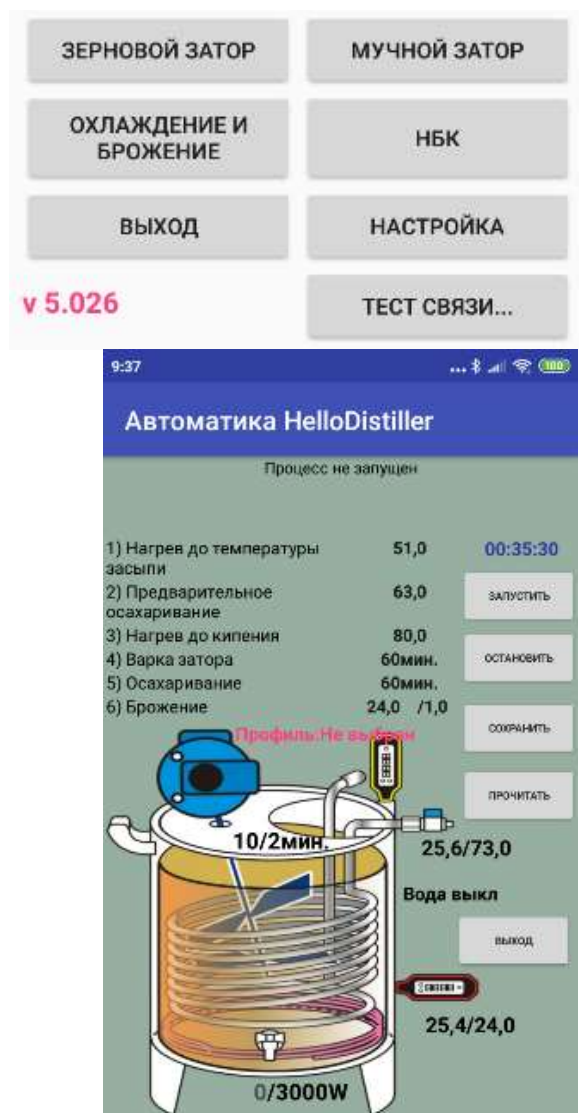 ЗЕРНОВОЙ ЗАТОР
МУЧНОЙ ЗАТОР
ОХЛАЖДЕНИЕ И
БРОЖЕНИЕ
НБК
ВЫХОД
НАСТРОЙКА
v 5.026
ТЕСТ СВЯЗИ...
9:37
100
Автоматика HelloDistiller
Процесс не запущен
1) Нагрев до температуры
засыпи
51,0
00:35:30
2) Предварительное
осахаривание
63,0
ЗАПУСТИТЬ
3) Нагрев до кипения
80,0
4) Варка затора
60мин.
ОСТАНОВИТЬ
5) Осахаривание
60мин.
6) Брожение
24,0 /1,0
СОХРАНИТЬ
Профиль:Не выбран
ПРОЧИТАТЬ
10/2мин.
25,6/73,0
Вода выкл
ВЫХОД
25,4/24,0
0/3000W